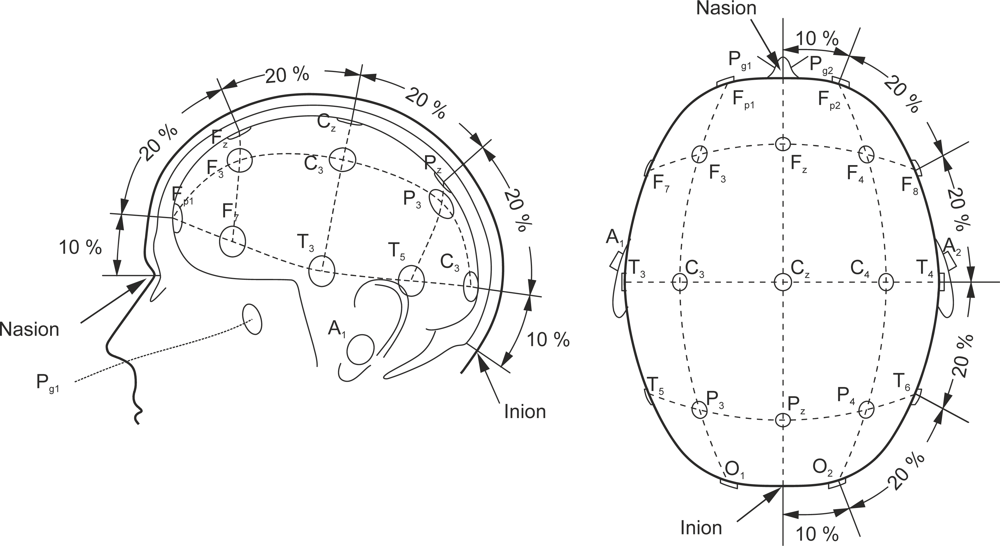 20 %
20 %
20 %
20 %
10 %
10 %
Fz
Cz
Pz
F3
C3
P3
Fp1
F7
T3
T5
C3
A1
Nasion
Pg1
Inion
Nasion
10 %
20 %
20 %
20 %
20 %
10 %
Pg1
Pg2
Fp1
Fp2
F7
F3
Fz
F4
F8
A1
A2
T3
C3
Cz
C4
T4
T5
P3
Pz
P4
T6
O1
O2
Inion